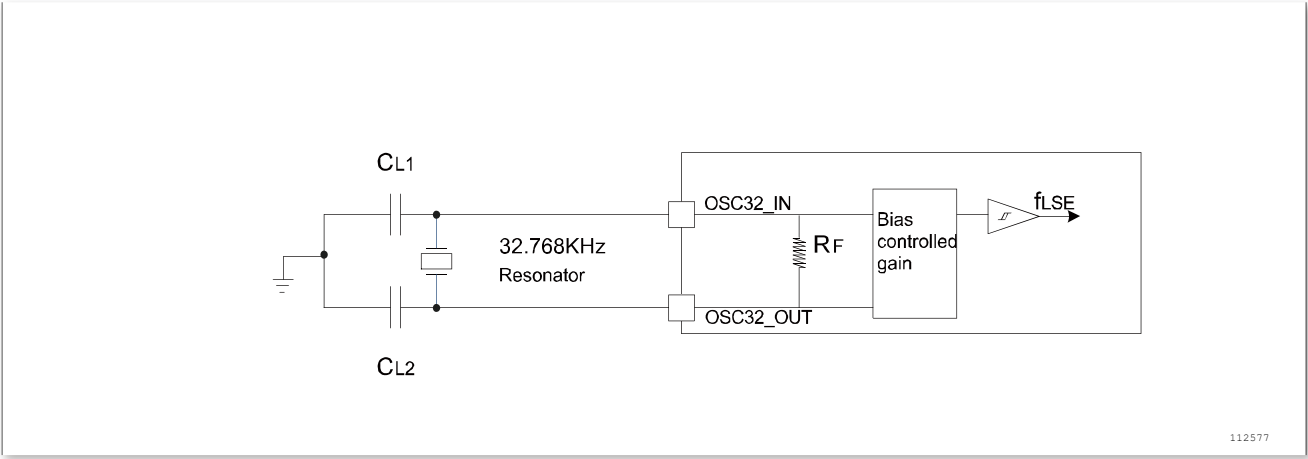 CL1
OSC32_IN
fLSE
Bias
controlled
gain
RF
32.768KHz
Resonator
OSC32_OUT
CL2
112577